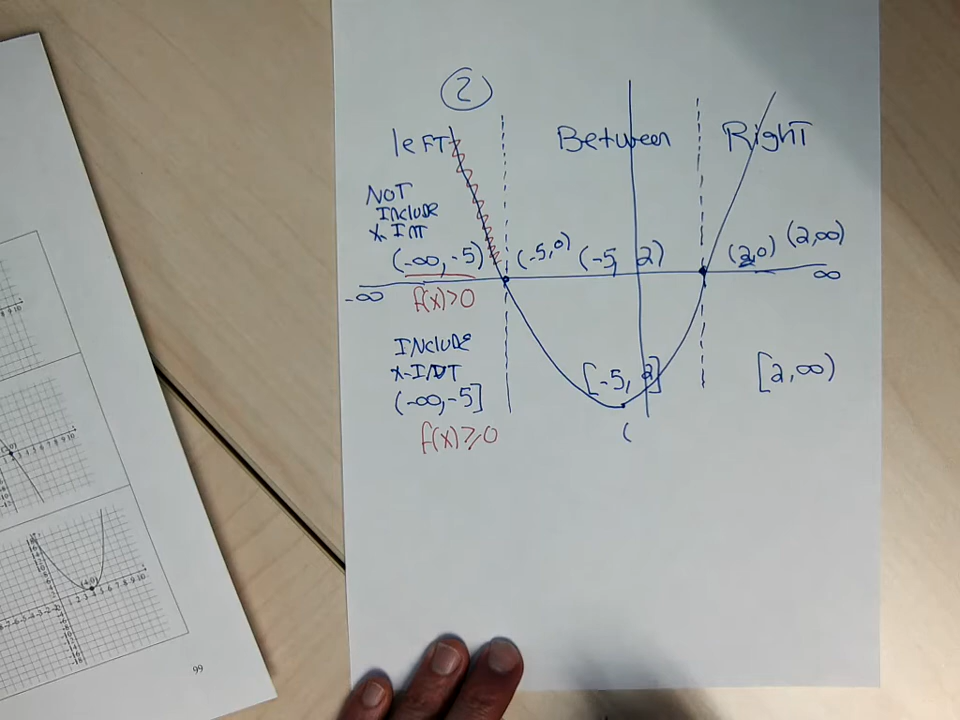 2
left Between Right
NOT
INCLUDE
X-INT
(-∞, -5) (-5, 0) (-5, 2) (2, 0) (2, ∞)
-∞ ∞
f(x)>0
INCLUDE
X-INT
(-∞, -5] [-5, 2] [2, ∞)
f(x)≥0
(
99